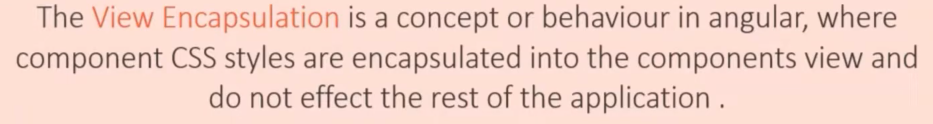 The View Encapsulation is a concept or behaviour in angular, where
component CSS styles are encapsulated into the components view and
do not effect the rest of the application .